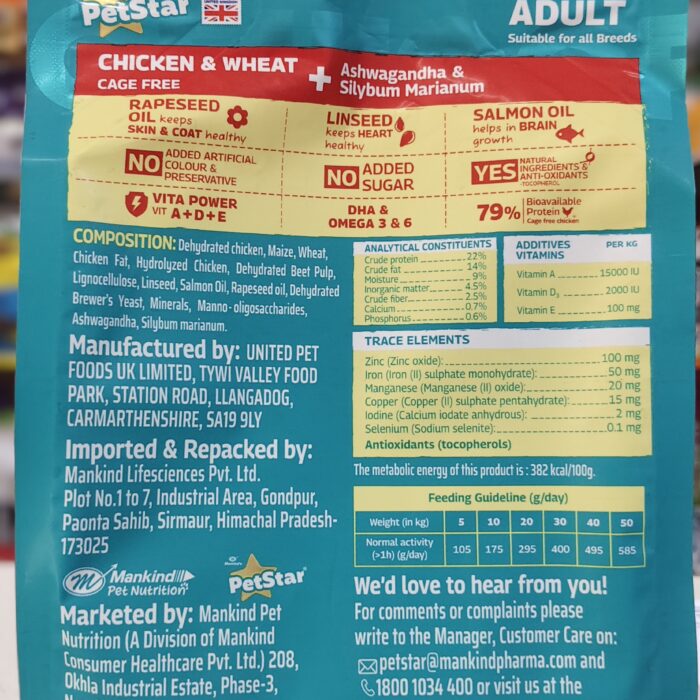 PetStar
UNITED KINGDOM
ADULT
Suitable for all Breeds
CHICKEN & WHEAT
CAGE FREE
+ Ashwagandha &
Silybum Marianum
RAPESEED
OIL keeps
SKIN & COAT healthy
LINSEED
keeps HEART
healthy
SALMON OIL
helps in BRAIN
growth
NO ADDED ARTIFICIAL
COLOUR &
PRESERVATIVE
NO ADDED
SUGAR
YES NATURAL
INGREDIENTS &
ANTI-OXIDANTS
-TOCOPHEROL
VITA POWER
VIT A+D+E
DHA &
OMEGA 3 & 6
79% Bioavailable
Protein
Cage free chicken
COMPOSITION: Dehydrated chicken, Maize, Wheat,
Chicken Fat, Hydrolyzed Chicken, Dehydrated Beet Pulp,
Lignocellulose, Linseed, Salmon Oil, Rapeseed oil, Dehydrated
Brewer's Yeast, Minerals, Manno-oligosaccharides,
Ashwagandha, Silybum marianum.
Manufactured by: UNITED PET
FOODS UK LIMITED, TYWI VALLEY FOOD
PARK, STATION ROAD, LLANGADOG,
CARMARTHENSHIRE, SA19 9LY
Imported & Repacked by:
Mankind Lifesciences Pvt. Ltd.
Plot No.1 to 7, Industrial Area, Gondpur,
Paonta Sahib, Sirmaur, Himachal Pradesh-
173025
Mankind
Pet Nutrition
Mankind's
PetStar
Marketed by: Mankind Pet
Nutrition (A Division of Mankind
Consumer Healthcare Pvt. Ltd.) 208,
Okhla Industrial Estate, Phase-3,
ANALYTICAL CONSTITUENTS
Crude protein 22%
Crude fat 14%
Moisture 9%
Inorganic matter 4.5%
Crude fiber 2.5%
Calcium 0.7%
Phosphorus 0.6%
ADDITIVES PER KG
VITAMINS
Vitamin A 15000 IU
Vitamin D3 2000 IU
Vitamin E 100 mg
TRACE ELEMENTS
Zinc (Zinc oxide): 100 mg
Iron (Iron (II) sulphate monohydrate): 50 mg
Manganese (Manganese (II) oxide): 20 mg
Copper (Copper (II) sulphate pentahydrate): 15 mg
Iodine (Calcium iodate anhydrous): 2 mg
Selenium (Sodium selenite): 0.1 mg
Antioxidants (tocopherols)
The metabolic energy of this product is : 382 kcal/100g.
Feeding Guideline (g/day)
Weight (in kg) 5 10 20 30 40 50
Normal activity
(>1h) (g/day) 105 175 295 400 495 585
We'd love to hear from you!
For comments or complaints please
write to the Manager, Customer Care on:
petstar@mankindpharma.com and
1800 1034 400 or visit us at the